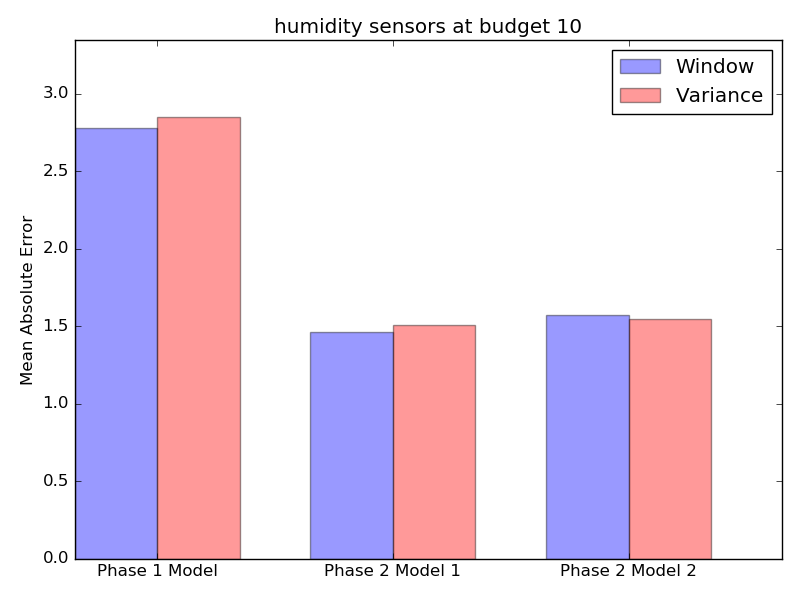 humidity sensors at budget 10
Window
Variance
Mean Absolute Error
3.0
2.5
2.0
1.5
1.0
0.5
0.0
Phase 1 Model
Phase 2 Model 1
Phase 2 Model 2